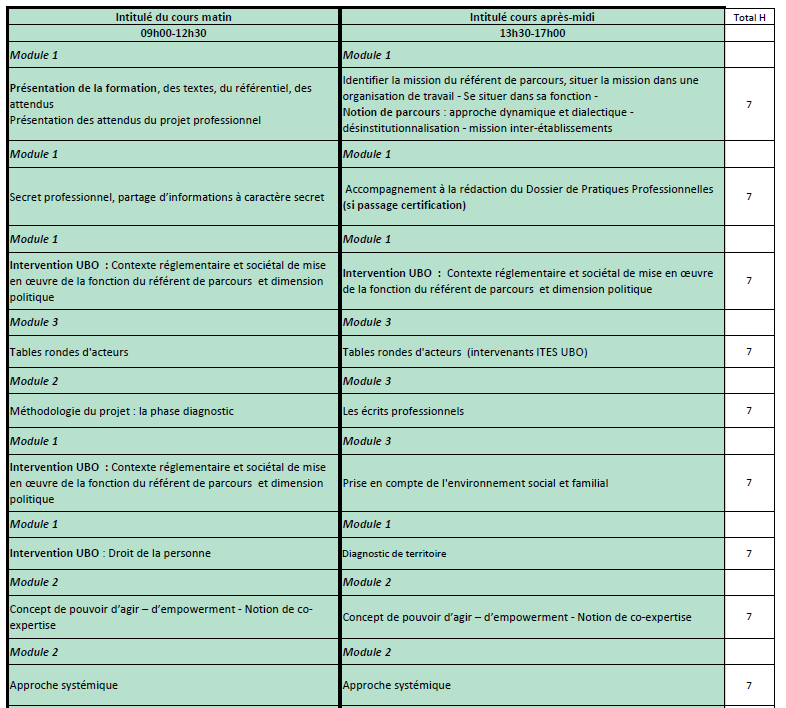 Intitulé du cours matin
Intitulé cours après-midi
Total H
09h00-12h30
13h30-17h00
Module 1
Module 1
Présentation de la formation, des textes, du référentiel, des
attendus
Présentation des attendus du projet professionnel
Identifier la mission du référent de parcours, situer la mission dans une
organisation de travail - Se situer dans sa fonction -
Notion de parcours : approche dynamique et dialectique -
désinstitutionnalisation - mission inter-établissements
7
Module 1
Module 1
Secret professionnel, partage d'informations à caractère secret
Accompagnement à la rédaction du Dossier de Pratiques Professionnelles
(si passage certification)
7
Module 1
Module 1
Intervention UBO : Contexte réglementaire et sociétal de mise
en œuvre de la fonction du référent de parcours et dimension
politique
Intervention UBO : Contexte réglementaire et sociétal de mise en œuvre
de la fonction du référent de parcours et dimension politique
7
Module 3
Module 3
Tables rondes d'acteurs
Tables rondes d'acteurs (intervenants ITES UBO)
7
Module 2
Module 3
Méthodologie du projet : la phase diagnostic
Les écrits professionnels
7
Module 1
Module 3
Intervention UBO : Contexte réglementaire et sociétal de mise
en œuvre de la fonction du référent de parcours et dimension
politique
Prise en compte de l'environnement social et familial
7
Module 1
Module 1
Intervention UBO : Droit de la personne
Diagnostic de territoire
7
Module 2
Module 2
Concept de pouvoir d'agir – d'empowerment - Notion de co-
expertise
Concept de pouvoir d'agir – d'empowerment - Notion de co-expertise
7
Module 2
Module 2
Approche systémique
Approche systémique
7